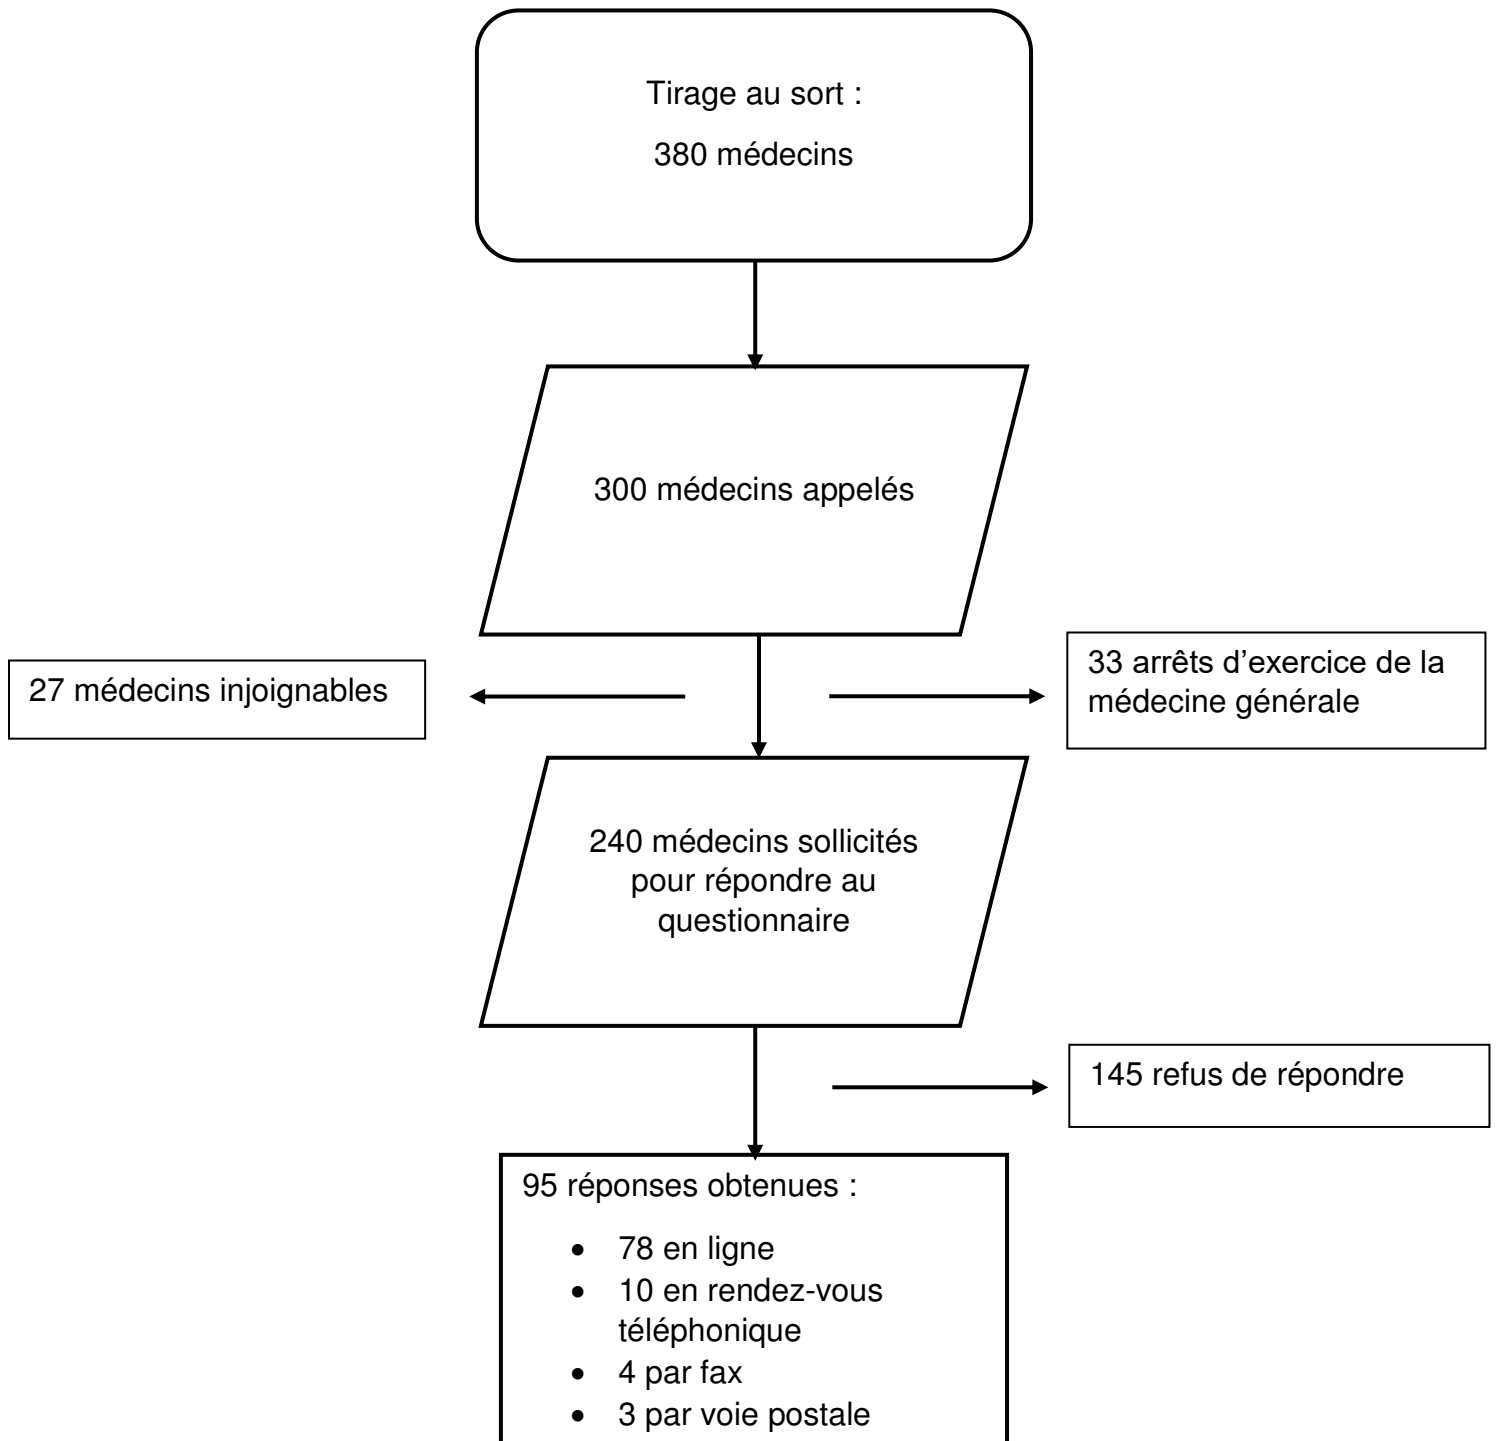 Tirage au sort :
380 médecins
300 médecins appelés
27 médecins injoignables
33 arrêts d’exercice de la
médecine générale
240 médecins sollicités
pour répondre au
questionnaire
145 refus de répondre
95 réponses obtenues :
• 78 en ligne
• 10 en rendez-vous
téléphonique
• 4 par fax
• 3 par voie postale